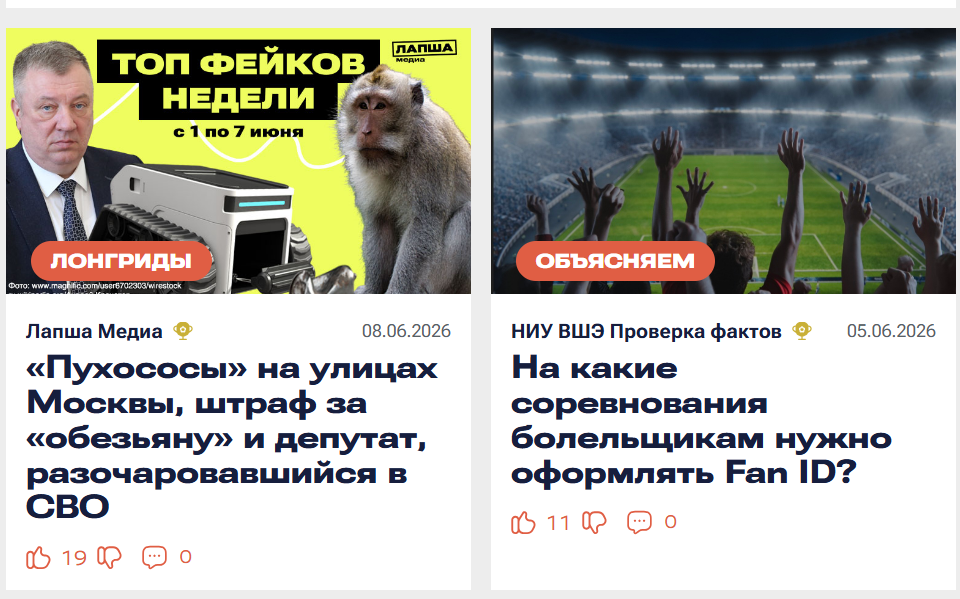 ТОП ФЕЙКОВ
НЕДЕЛИ
с 1 по 7 июня
ЛАПША
медиа
ЛОНГРИДЫ
Фото: www.magnific.com/user6702303/wirestock
Лапша Медиа
08.06.2026
«Пухососы» на улицах
Москвы, штраф за
«обезьяну» и депутат,
разочаровавшийся в
СВО
19
0
ОБЪЯСНЯЕМ
НИУ ВШЭ Проверка фактов
05.06.2026
На какие
соревнования
болельщикам нужно
оформлять Fan ID?
11
0